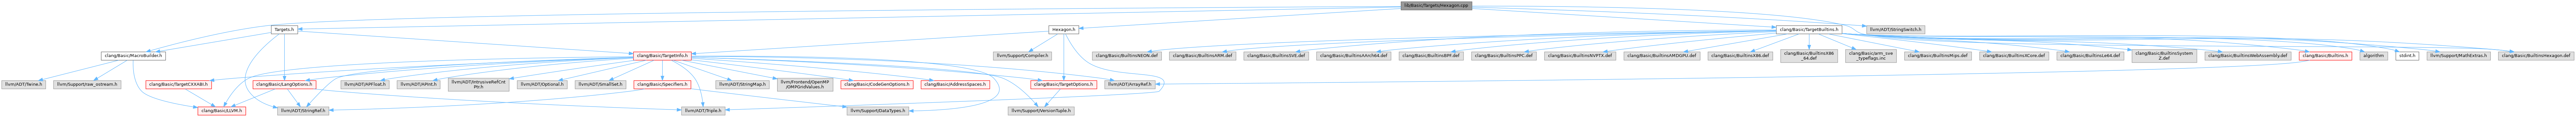 lib/Basic/Targets/Hexagon.cpp
Targets.h
Hexagon.h
clang/Basic/TargetBuiltins.h
llvm/ADT/StringSwitch.h
clang/Basic/MacroBuilder.h
clang/Basic/TargetInfo.h
llvm/Support/Compiler.h
clang/Basic/BuiltinsNEON.def
clang/Basic/BuiltinsARM.def
clang/Basic/BuiltinsSVE.def
clang/Basic/BuiltinsAArch64.def
clang/Basic/BuiltinsBPF.def
clang/Basic/BuiltinsPPC.def
clang/Basic/BuiltinsNVPTX.def
clang/Basic/BuiltinsAMDGPU.def
clang/Basic/BuiltinsX86.def
clang/Basic/BuiltinsX86
_64.def
clang/Basic/arm_sve
_typeflags.inc
clang/Basic/BuiltinsMips.def
clang/Basic/BuiltinsXCore.def
clang/Basic/BuiltinsLe64.def
clang/Basic/BuiltinsSystem
Z.def
clang/Basic/BuiltinsWebAssembly.def
clang/Basic/Builtins.h
algorithm
stdint.h
llvm/Support/MathExtras.h
clang/Basic/BuiltinsHexagon.def
llvm/ADT/Twine.h
llvm/Support/raw_ostream.h
clang/Basic/TargetCXXABI.h
clang/Basic/LangOptions.h
llvm/ADT/APFloat.h
llvm/ADT/APInt.h
llvm/ADT/IntrusiveRefCnt
Ptr.h
llvm/ADT/Optional.h
llvm/ADT/SmallSet.h
clang/Basic/Specifiers.h
llvm/ADT/StringMap.h
llvm/Frontend/OpenMP
/OMPGridValues.h
clang/Basic/CodeGenOptions.h
clang/Basic/AddressSpaces.h
clang/Basic/TargetOptions.h
llvm/ADT/ArrayRef.h
clang/Basic/LLVM.h
llvm/ADT/StringRef.h
llvm/ADT/Triple.h
llvm/Support/DataTypes.h
llvm/Support/VersionTuple.h